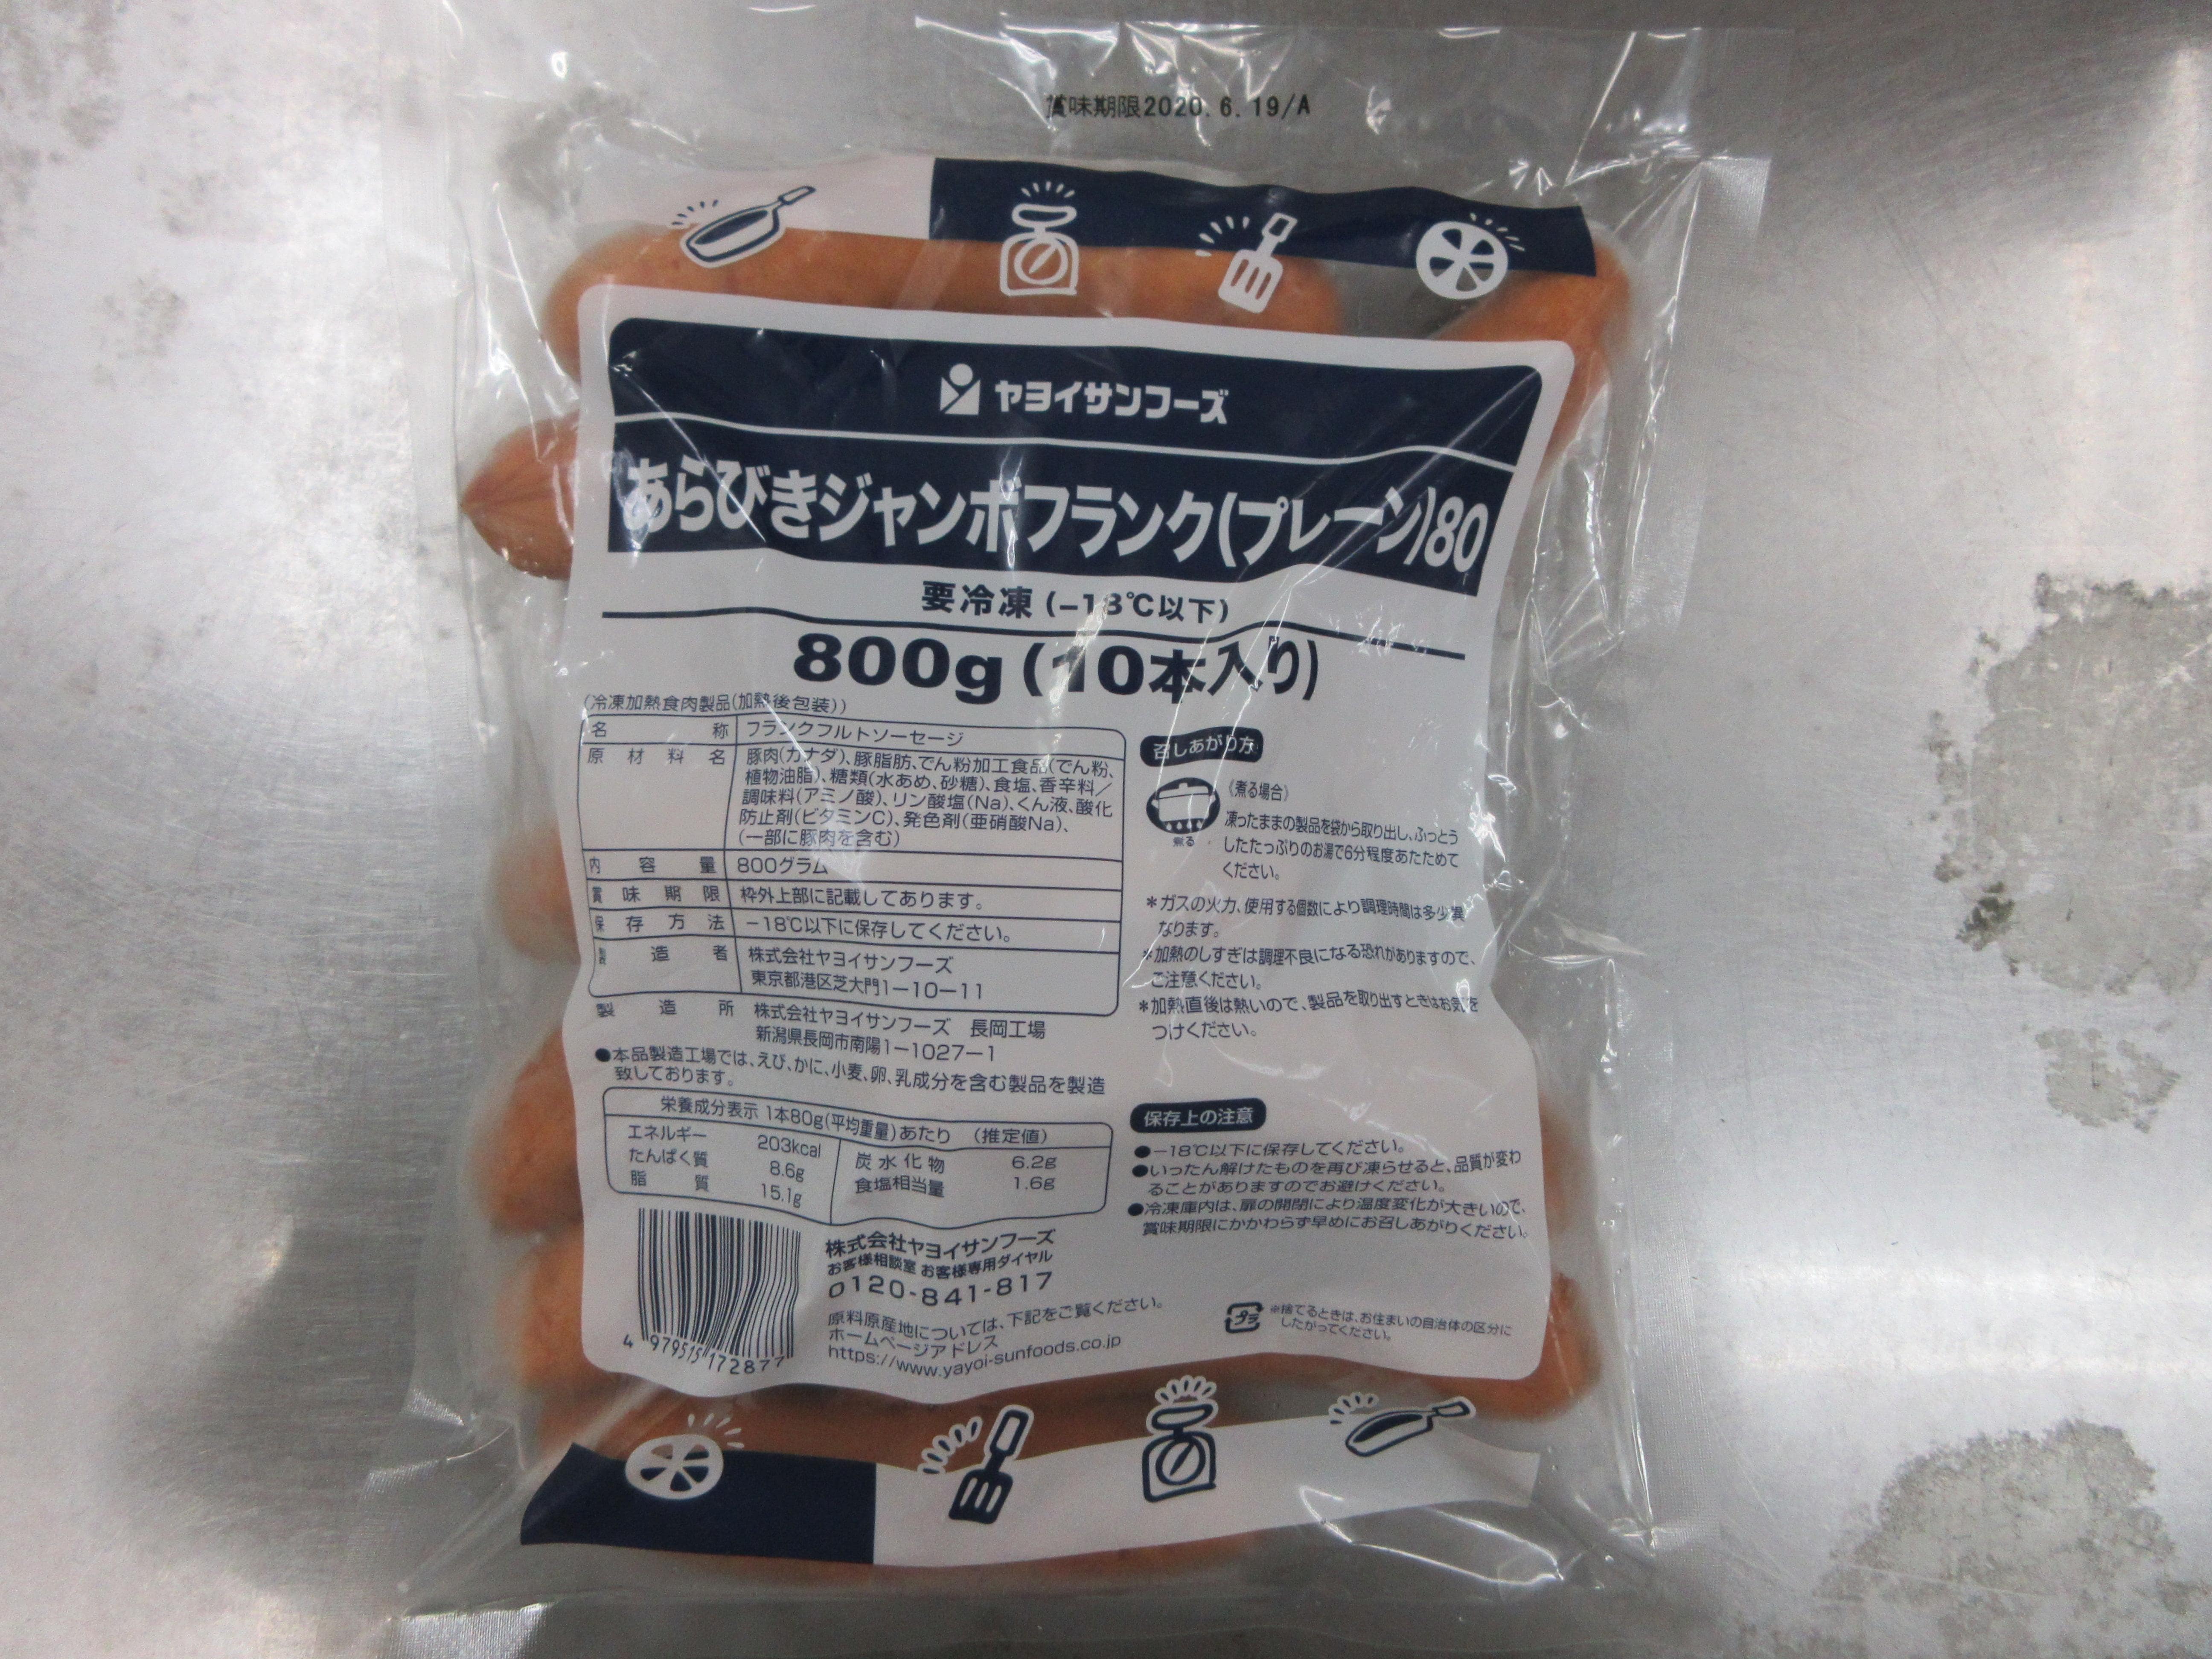 賞味期限2020.6.19/A
ヤヨイサンフーズ
あらびきジャンボフランク(プレーン)80
要冷凍(-18℃以下)
800g(10本入り)
(冷凍加熱食肉製品(加熱後包装))
名称 フランクフルトソーセージ
原材料名 豚肉(カナダ)、豚脂肪、でん粉加工食品(でん粉、
植物油脂)、糖類(水あめ、砂糖)、食塩、香辛料/
調味料(アミノ酸)、リン酸塩(Na)、くん液、酸化
防止剤(ビタミンC)、発色剤(亜硝酸Na)、
(一部に豚肉を含む)
内容量 800グラム
賞味期限 枠外上部に記載してあります。
保存方法 -18℃以下に保存してください。
製造者 株式会社ヤヨイサンフーズ
東京都港区芝大門1-10-11
製造所 株式会社ヤヨイサンフーズ 長岡工場
新潟県長岡市南陽1-1027-1
●本品製造工場では、えび、かに、小麦、卵、乳成分を含む製品を製造
致しております。
栄養成分表示 1本80g(平均重量)あたり (推定値)
エネルギー 203kcal
たんぱく質 8.6g
脂質 15.1g
炭水化物 6.2g
食塩相当量 1.6g
4 979515 172877
株式会社ヤヨイサンフーズ
お客様相談室 お客様専用ダイヤル
0120-841-817
原料原産地については、下記をご覧ください。
ホームページアドレス
https://www.yayoi-sunfoods.co.jp
召しあがり方
煮る
《煮る場合》
凍ったままの製品を袋から取り出し、ふっとう
したたっぷりのお湯で6分程度あたためて
ください。
*ガスの火力、使用する個数により調理時間は多少異
なります。
*加熱のしすぎは調理不良になる恐れがありますので、
ご注意ください。
*加熱直後は熱いので、製品を取り出すときはお気を
つけください。
保存上の注意
●-18℃以下に保存してください。
●いったん解けたものを再び凍らせると、品質が変わ
ることがありますのでお避けください。
●冷凍庫内は、扉の開閉により温度変化が大きいので、
賞味期限にかかわらず早めにお召しあがりください。
プラ
※捨てるときは、お住まいの自治体の区分に
したがってください。